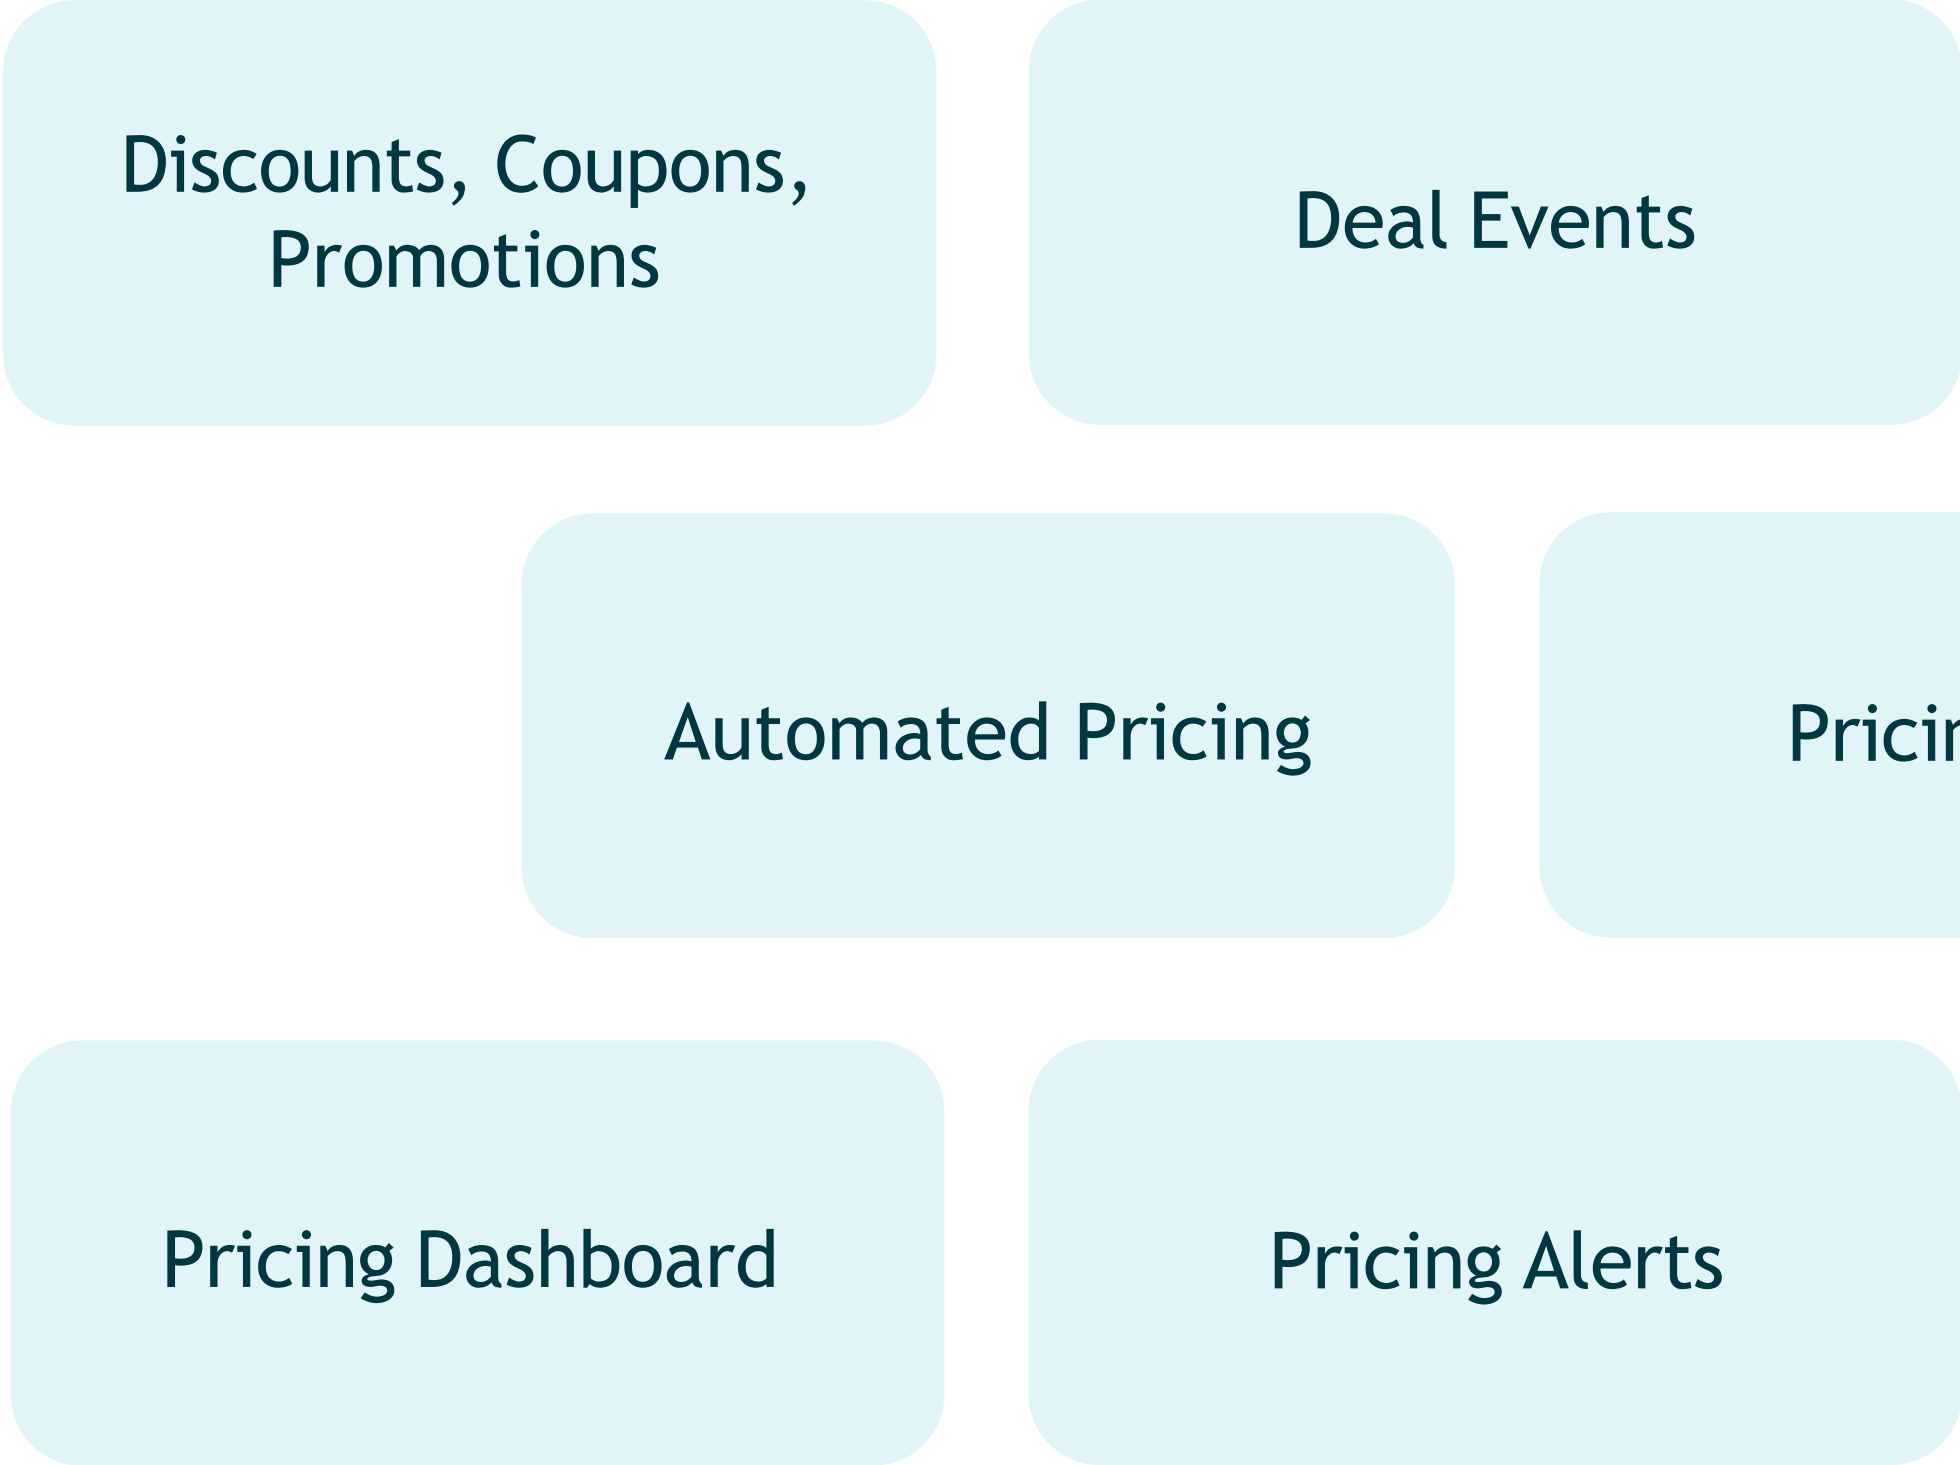 Discounts, Coupons,
Promotions
Deal Events
Automated Pricing
Pricing Dashboard
Pricing Alerts